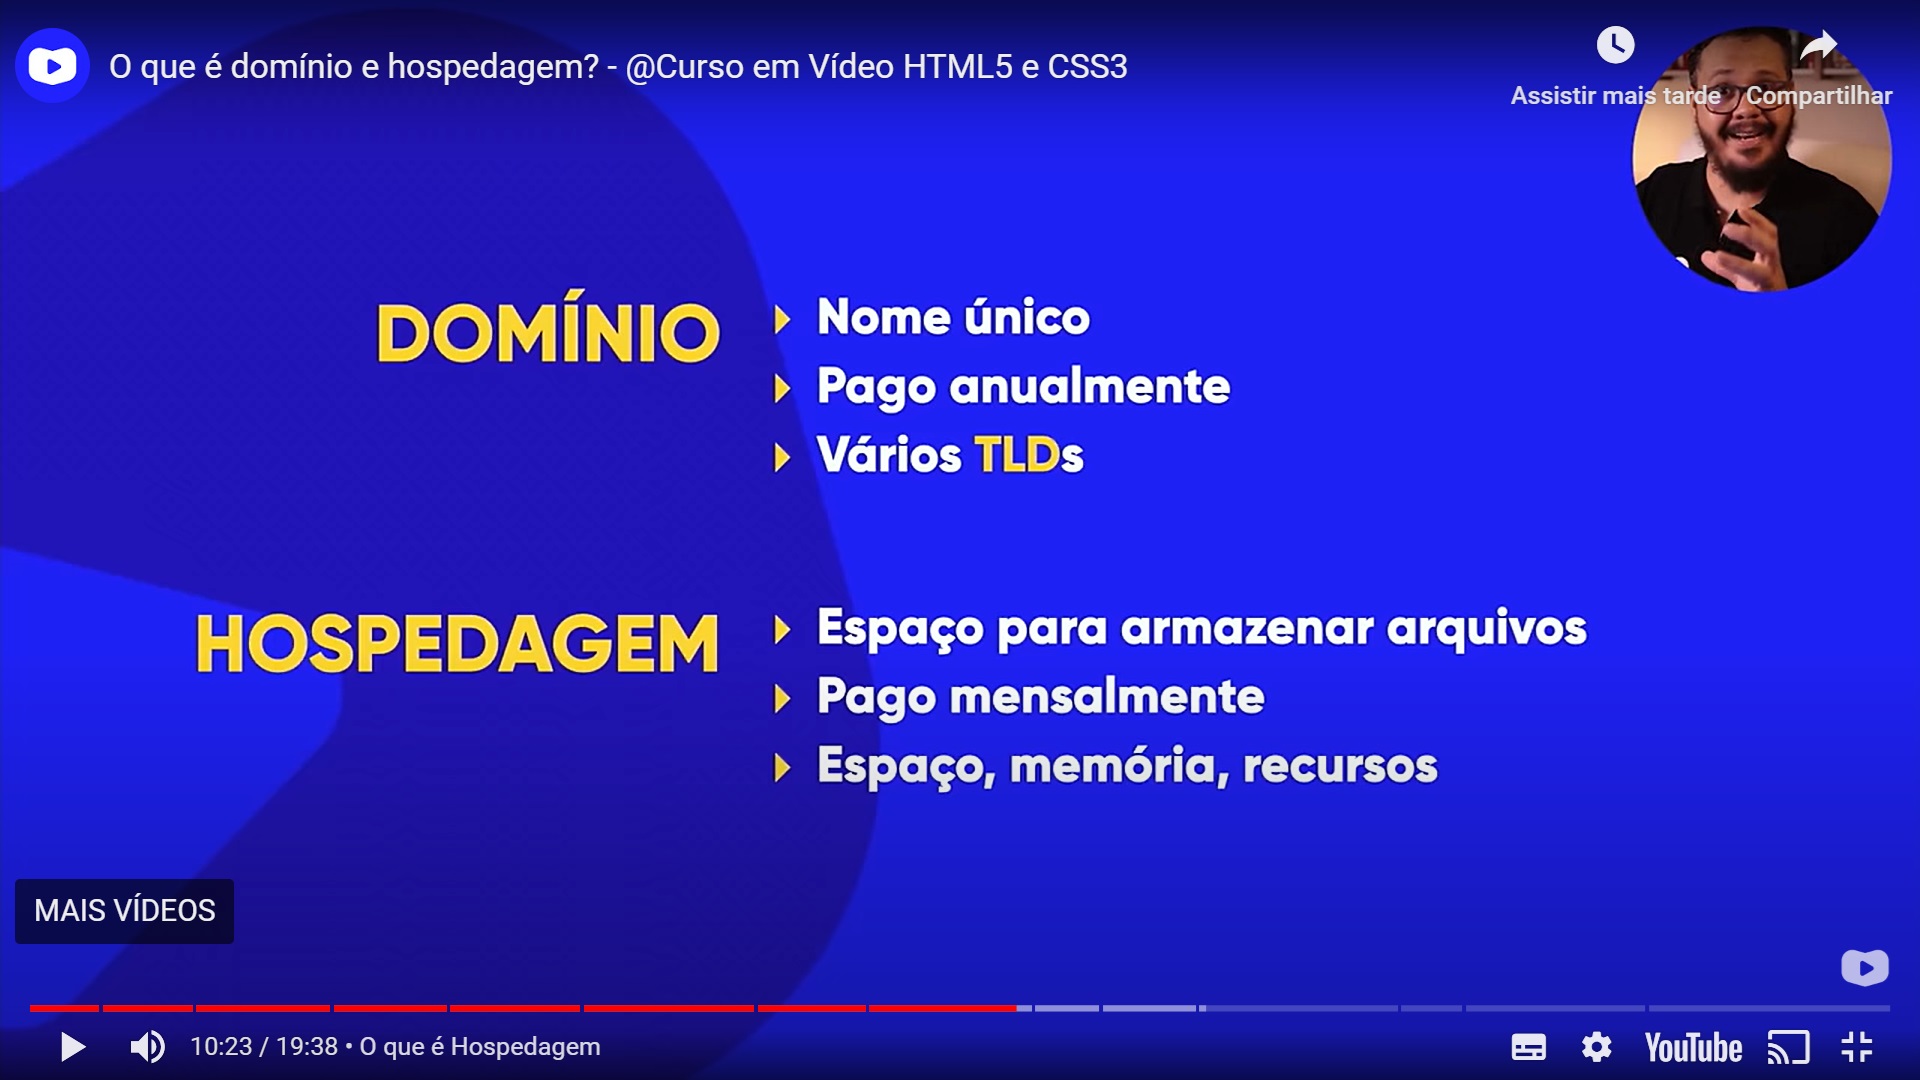 O que é domínio e hospedagem? - @Curso em Vídeo HTML5 e CSS3
Assistir mais tarde
Compartilhar
DOMÍNIO
Nome único
Pago anualmente
Vários TLDs
HOSPEDAGEM
Espaço para armazenar arquivos
Pago mensalmente
Espaço, memória, recursos
MAIS VÍDEOS
10:23 / 19:38 • O que é Hospedagem
YouTube